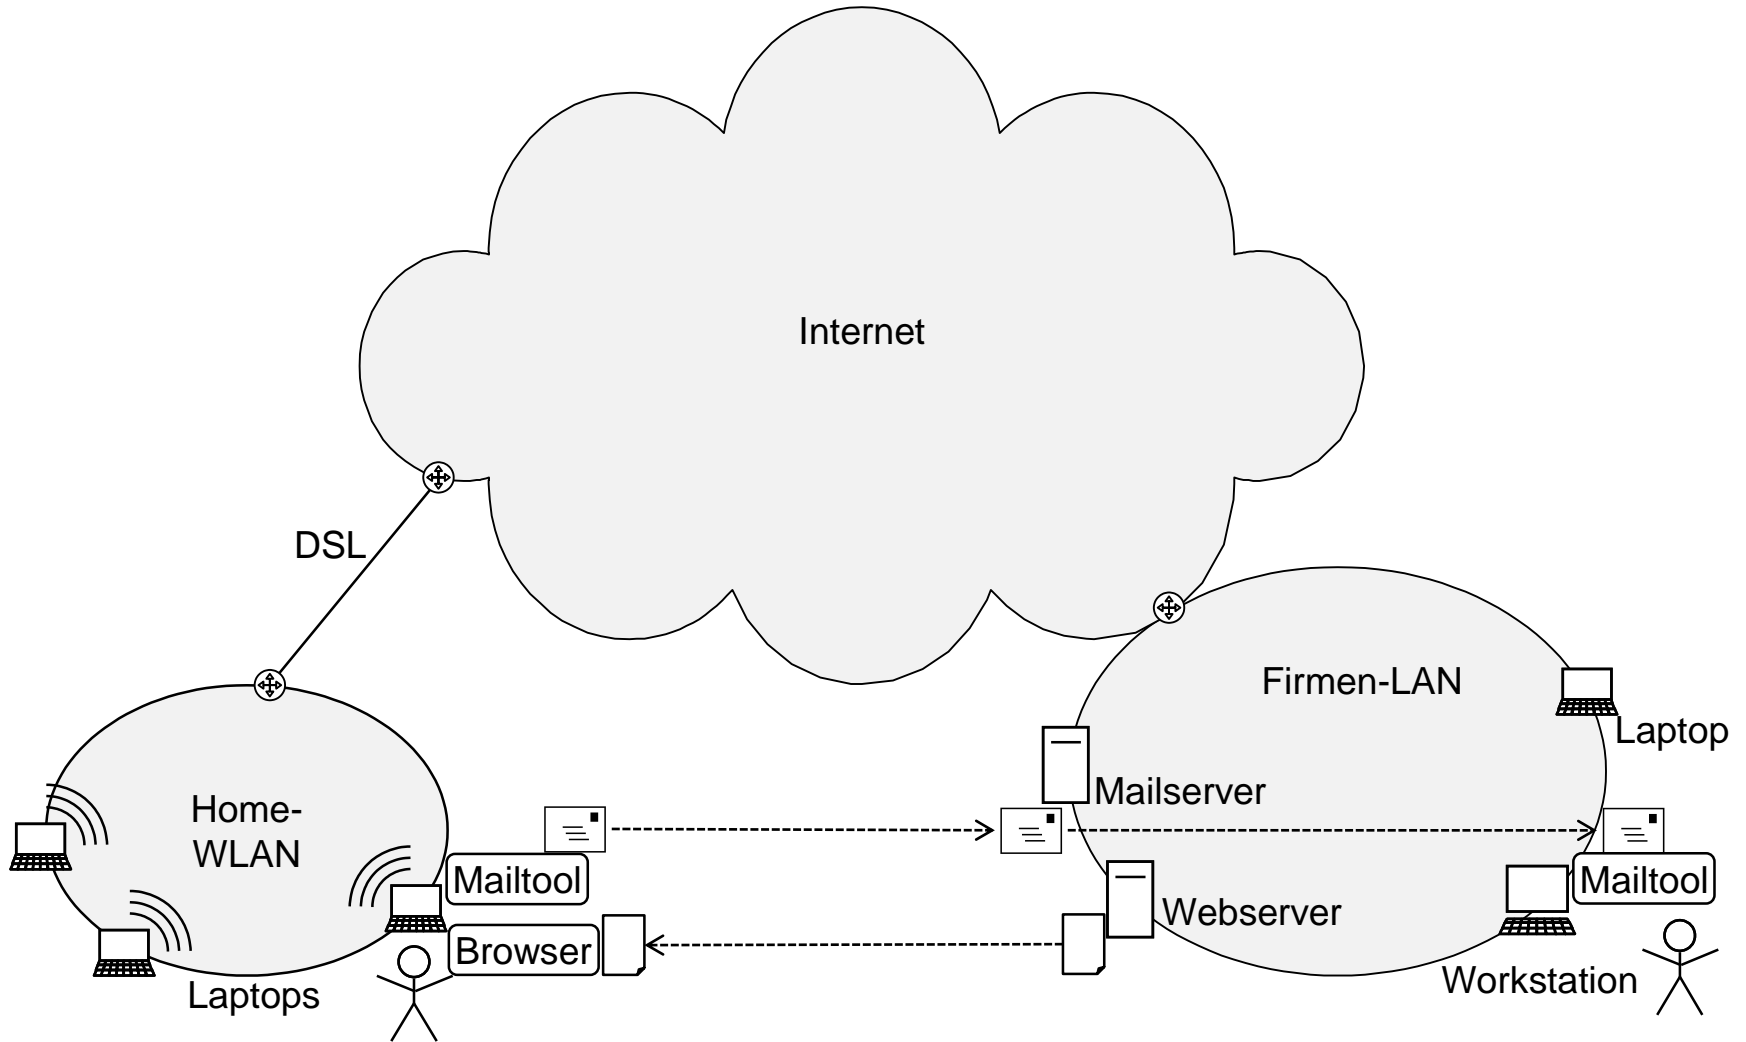 Internet
DSL
Firmen-LAN
Laptop
Home-
WLAN
Mailserver
Mailtool
Mailtool
Webserver
Browser
Laptops
Workstation